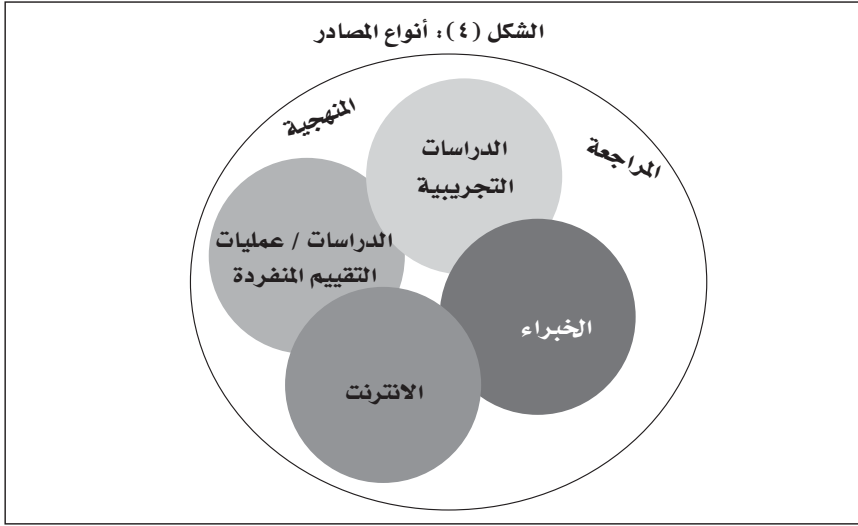 الشكل (٤): أنواع المصادر
المراجعة
المنهجية
الدراسات
التجريبية
الدراسات / عمليات
التقييم المنفردة
الخبراء
الانترنت